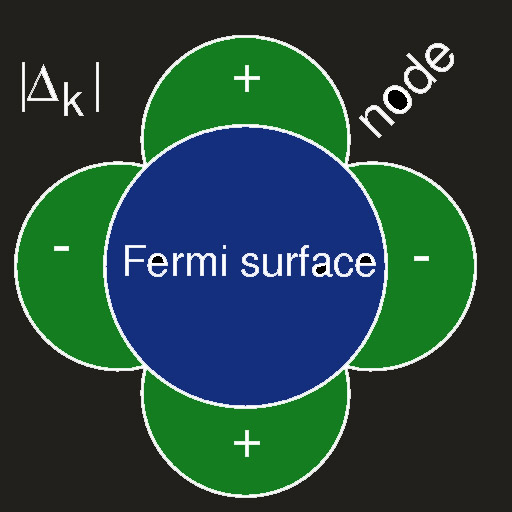 |Δk|
node
+
- Fermi surface -
+